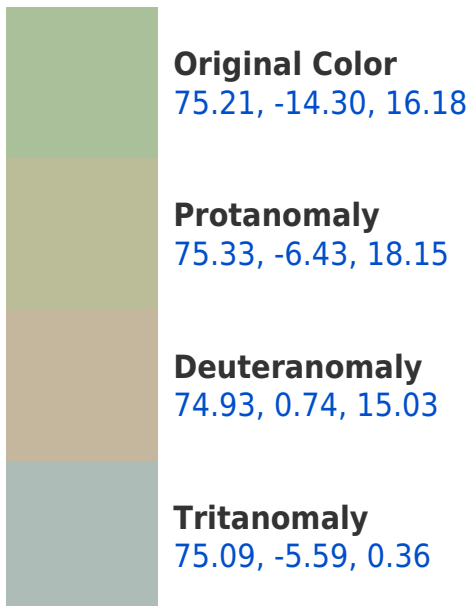 Original Color
75.21, -14.30, 16.18
Protanomaly
75.33, -6.43, 18.15
Deuteranomaly
74.93, 0.74, 15.03
Tritanomaly
75.09, -5.59, 0.36